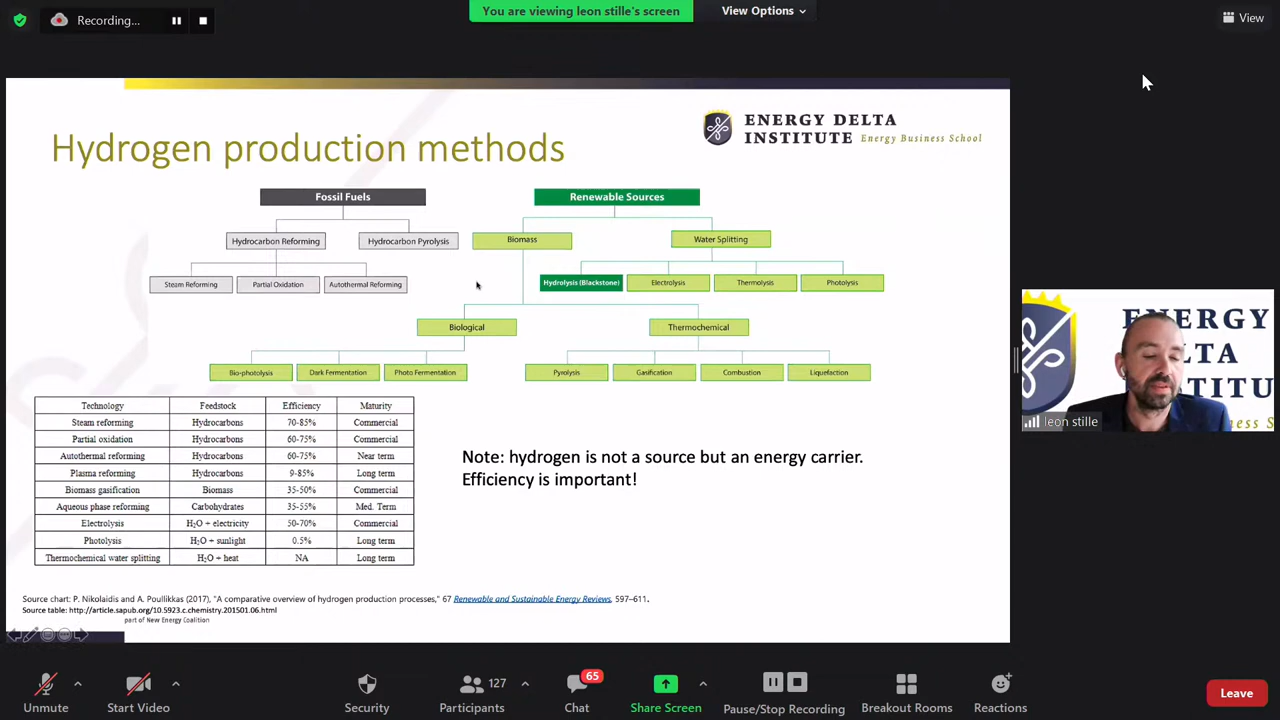 Recording...
You are viewing leon stille's screen
View Options
View
Hydrogen production methods
ENERGY DELTA
INSTITUTE Energy Business School
Fossil Fuels
Renewable Sources
Hydrocarbon Reforming
Hydrocarbon Pyrolysis
Biomass
Water Splitting
Steam Reforming
Partial Oxidation
Autothermal Reforming
Hydrolysis (Blackstone)
Electrolysis
Thermolysis
Photolysis
Biological
Thermochemical
Bio-photolysis
Dark Fermentation
Photo Fermentation
Pyrolysis
Gasification
Combustion
Liquefaction
Technology Feedstock Efficiency Maturity
Steam reforming Hydrocarbons 70-85% Commercial
Partial oxidation Hydrocarbons 60-75% Commercial
Autothermal reforming Hydrocarbons 60-75% Near term
Plasma reforming Hydrocarbons 9-85% Long term
Biomass gasification Biomass 35-50% Commercial
Aqueous phase reforming Carbohydrates 35-55% Med. Term
Electrolysis H₂O + electricity 50-70% Commercial
Photolysis H₂O + sunlight 0.5% Long term
Thermochemical water splitting H₂O + heat NA Long term
Note: hydrogen is not a source but an energy carrier.
Efficiency is important!
Source chart: P. Nikolaidis and A. Poullikkas (2017), "A comparative overview of hydrogen production processes," 67 Renewable and Sustainable Energy Reviews, 597–611.
Source table: http://article.sapub.org/10.5923.c.chemistry.201501.06.html
part of New Energy Coalition
ENERGY
LTA
TITU
ness S
leon stille
Unmute
Start Video
Security
127
Participants
65
Chat
Share Screen
Pause/Stop Recording
Breakout Rooms
Reactions
Leave